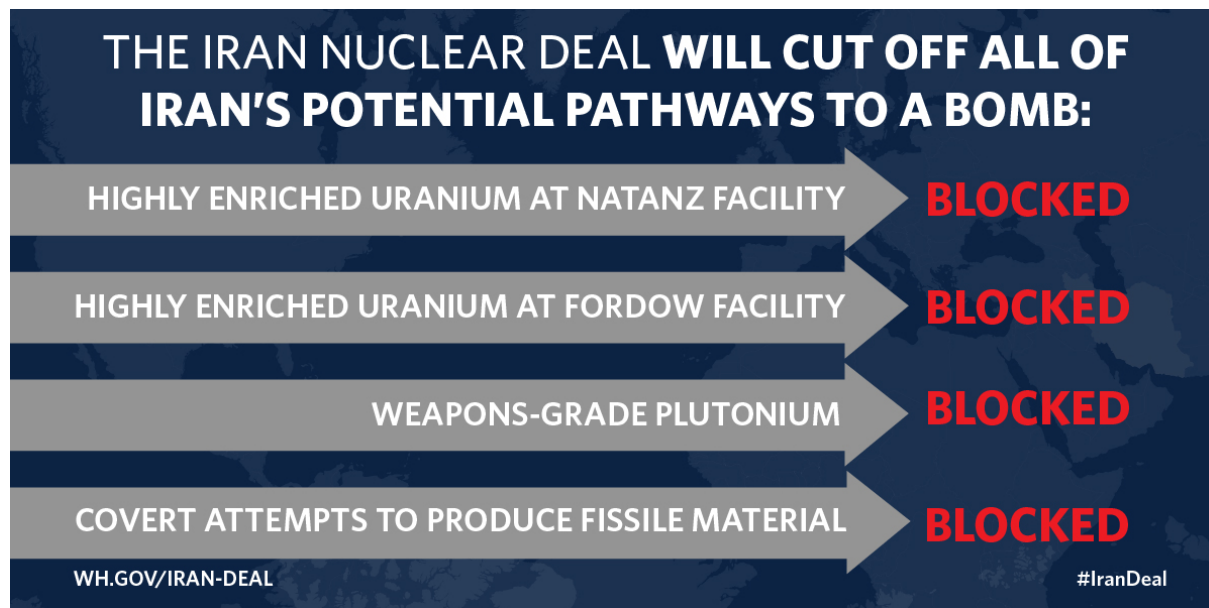 THE IRAN NUCLEAR DEAL WILL CUT OFF ALL OF
IRAN'S POTENTIAL PATHWAYS TO A BOMB:
HIGHLY ENRICHED URANIUM AT NATANZ FACILITY BLOCKED
HIGHLY ENRICHED URANIUM AT FORDOW FACILITY BLOCKED
WEAPONS-GRADE PLUTONIUM BLOCKED
COVERT ATTEMPTS TO PRODUCE FISSILE MATERIAL BLOCKED
WH.GOV/IRAN-DEAL #IranDeal